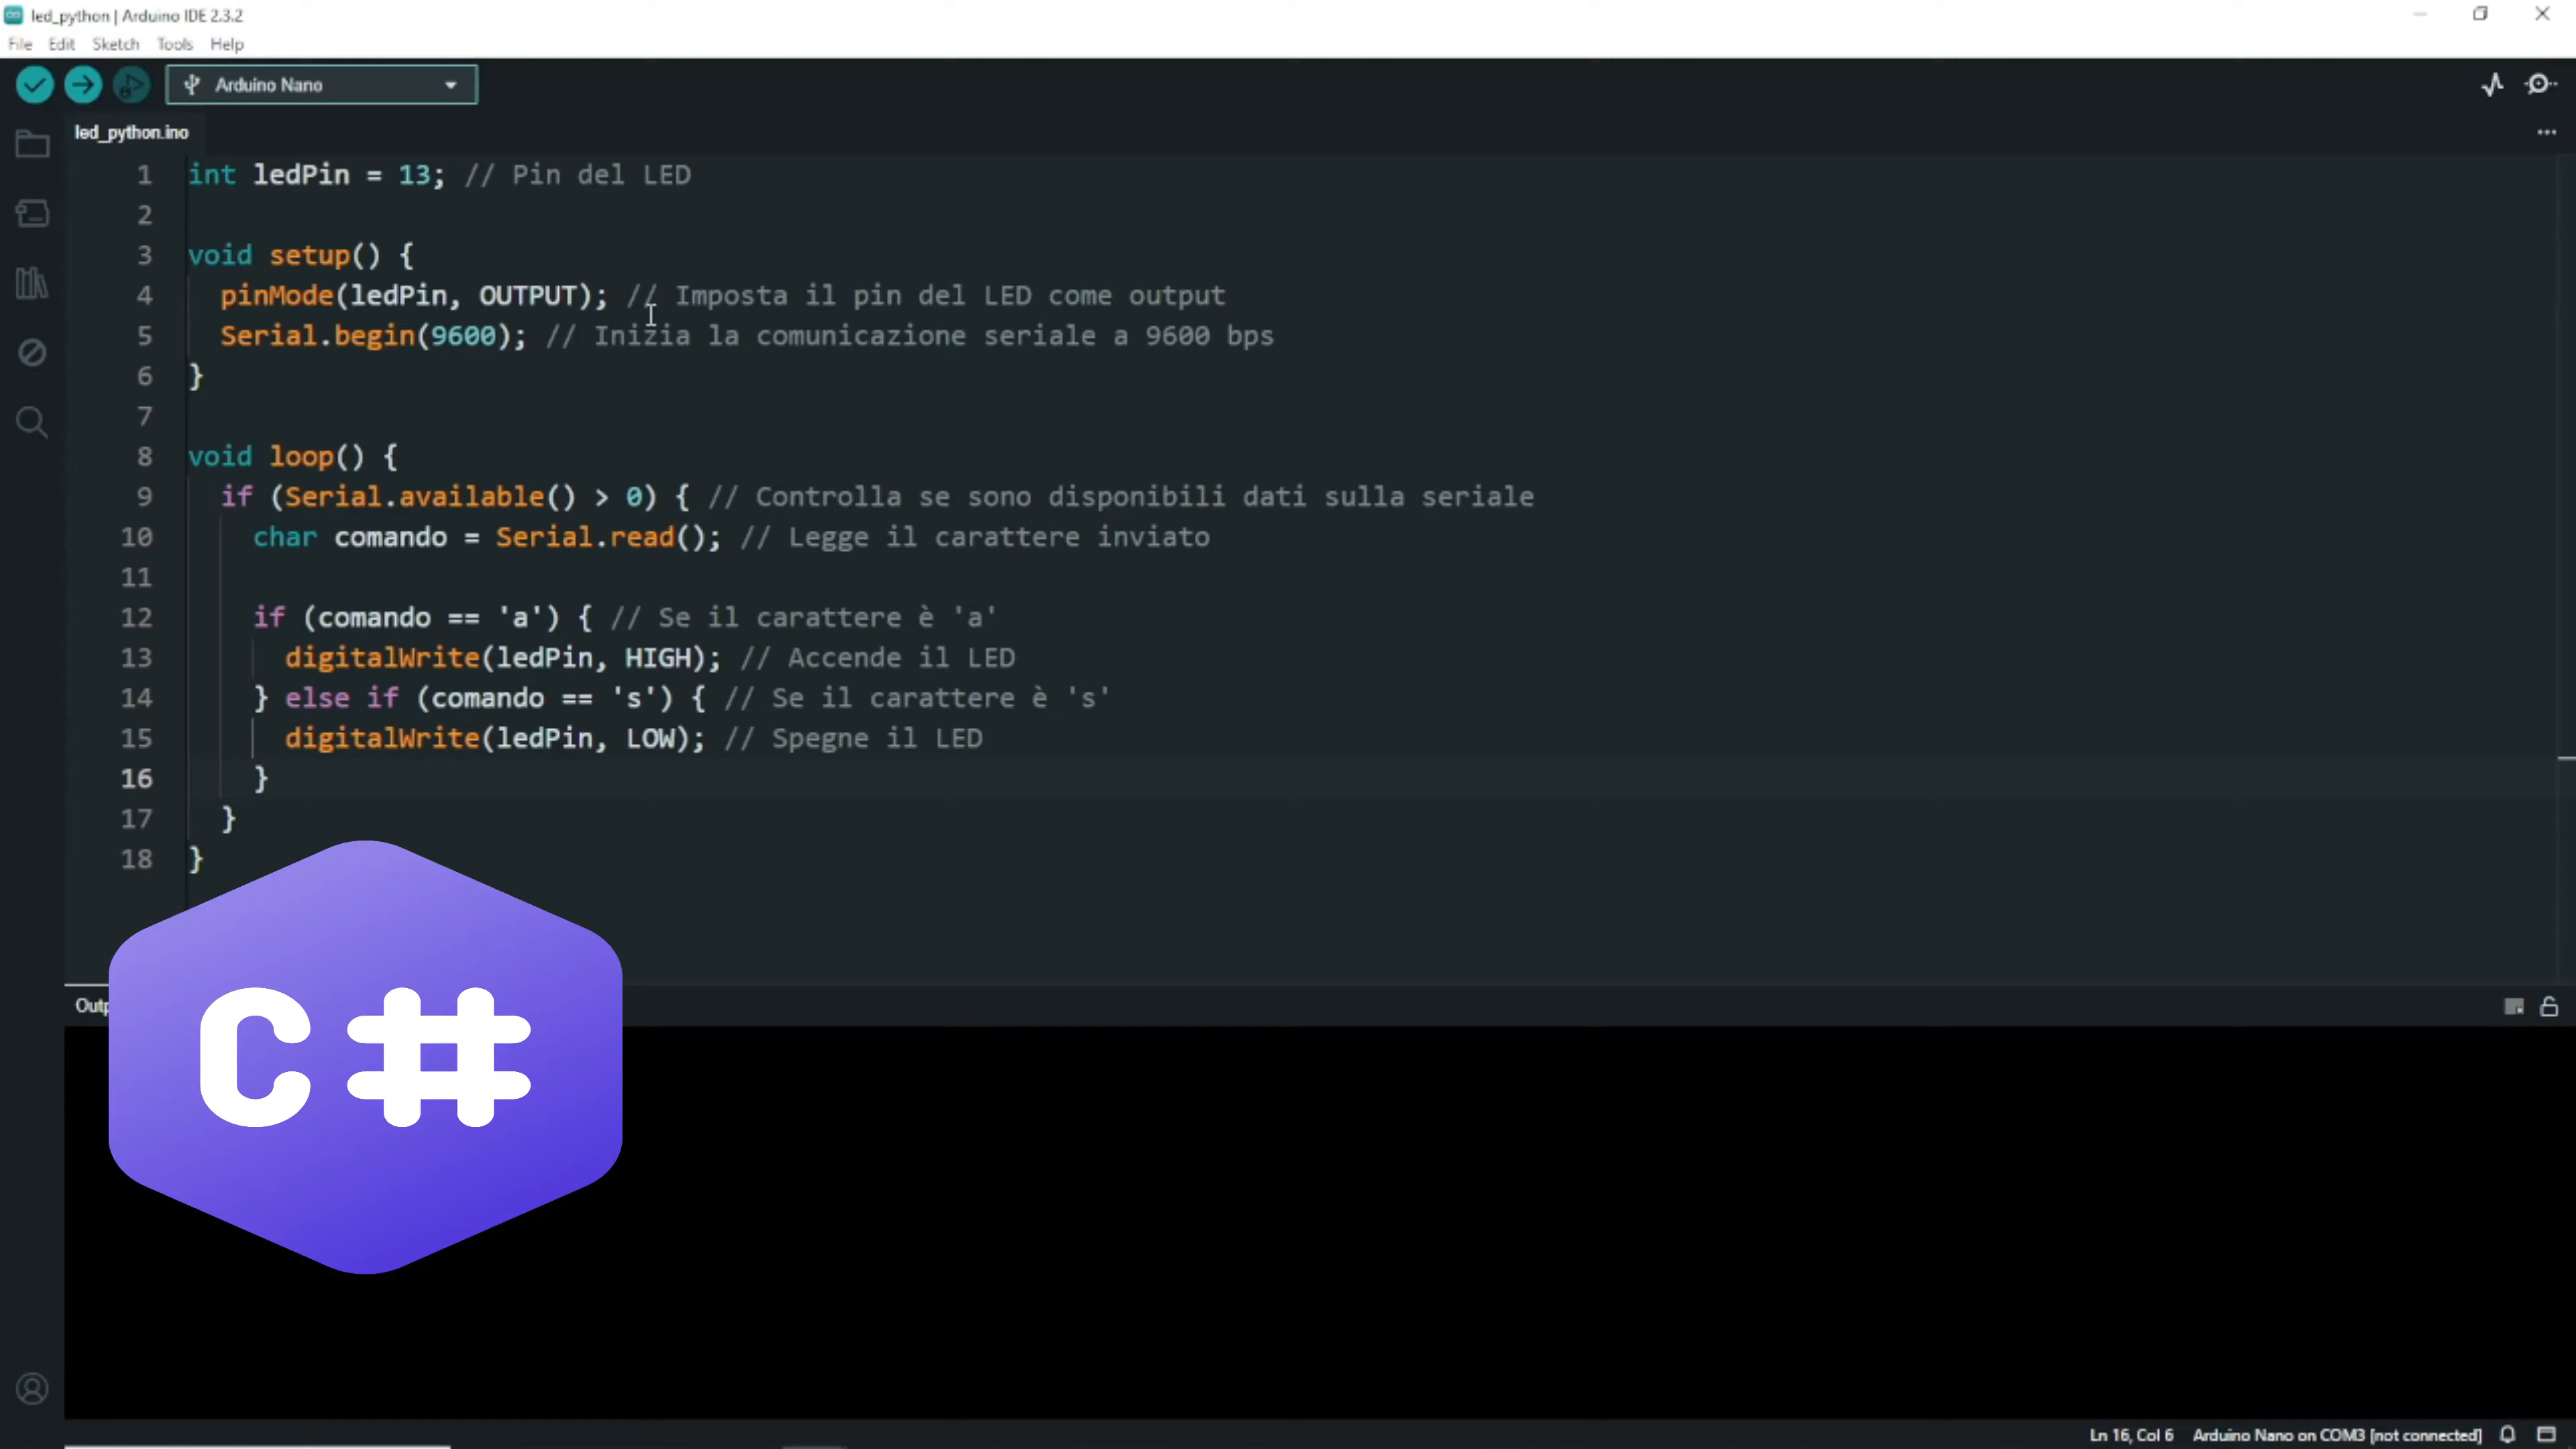 led_python | Arduino IDE 2.3.2
File Edit Sketch Tools Help
Arduino Nano
led_python.ino
1 int ledPin = 13; // Pin del LED
2
3 void setup() {
4 pinMode(ledPin, OUTPUT); // Imposta il pin del LED come output
5 Serial.begin(9600); // Inizia la comunicazione seriale a 9600 bps
6 }
7
8 void loop() {
9 if (Serial.available() > 0) { // Controlla se sono disponibili dati sulla seriale
10 char comando = Serial.read(); // Legge il carattere inviato
11
12 if (comando == 'a') { // Se il carattere è 'a'
13 digitalWrite(ledPin, HIGH); // Accende il LED
14 } else if (comando == 's') { // Se il carattere è 's'
15 digitalWrite(ledPin, LOW); // Spegne il LED
16 }
17 }
18 }
Outp
C#
Ln 16, Col 6 Arduino Nano on COM3 [not connected]